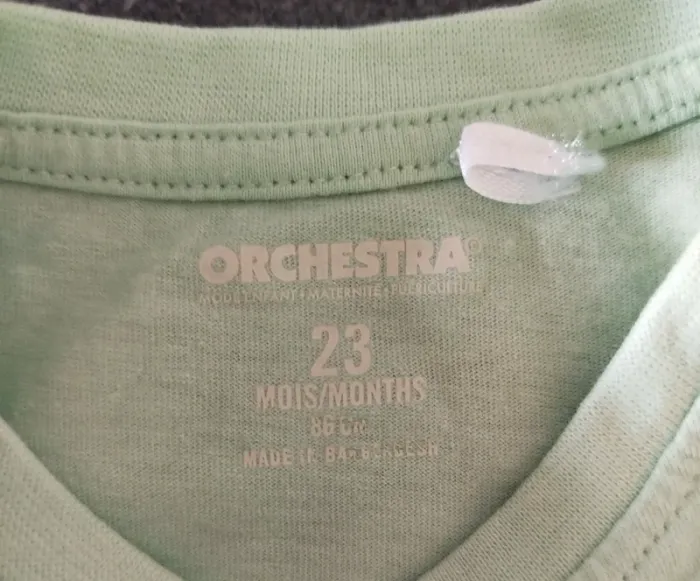 ORCHESTRA®
MODE ENFANT • MATERNITÉ • PUÉRICULTURE
23
MOIS/MONTHS
86 CM
MADE IN BANGLADESH